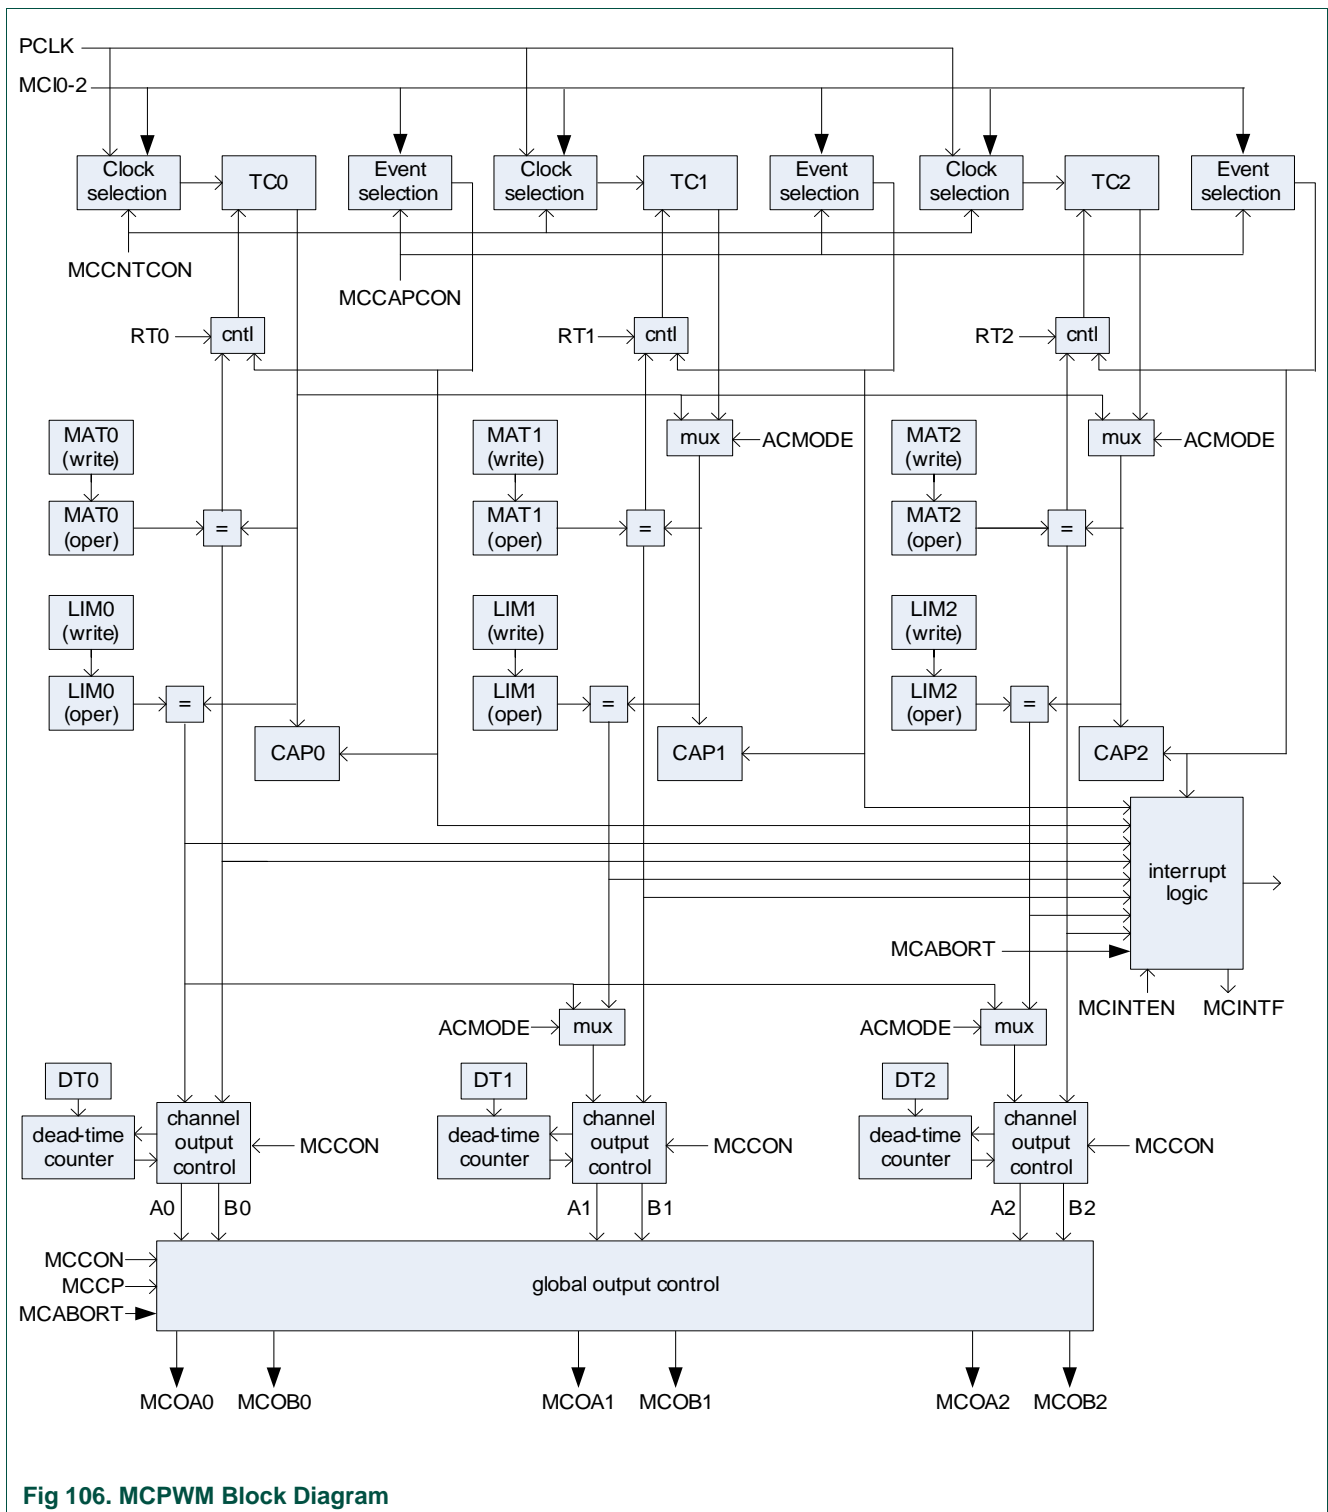 PCLK
MCI0-2
Clock selection
TC0
Event selection
Clock selection
TC1
Event selection
Clock selection
TC2
Event selection
MCCNTCON
MCCAPCON
RT0
cntl
RT1
cntl
RT2
cntl
MAT0
(write)
MAT1
(write)
mux
ACMODE
MAT2
(write)
mux
ACMODE
MAT0
(oper)
=
MAT1
(oper)
=
MAT2
(oper)
=
LIM0
(write)
LIM1
(write)
LIM2
(write)
LIM0
(oper)
=
LIM1
(oper)
=
LIM2
(oper)
=
CAP0
CAP1
CAP2
interrupt
logic
MCABORT
MCINTEN
MCINTF
ACMODE
mux
ACMODE
mux
DT0
DT1
DT2
dead-time
counter
channel
output
control
MCCON
dead-time
counter
channel
output
control
MCCON
dead-time
counter
channel
output
control
MCCON
A0
B0
A1
B1
A2
B2
MCCON
MCCP
MCABORT
global output control
MCOA0
MCOB0
MCOA1
MCOB1
MCOA2
MCOB2
Fig 106. MCPWM Block Diagram